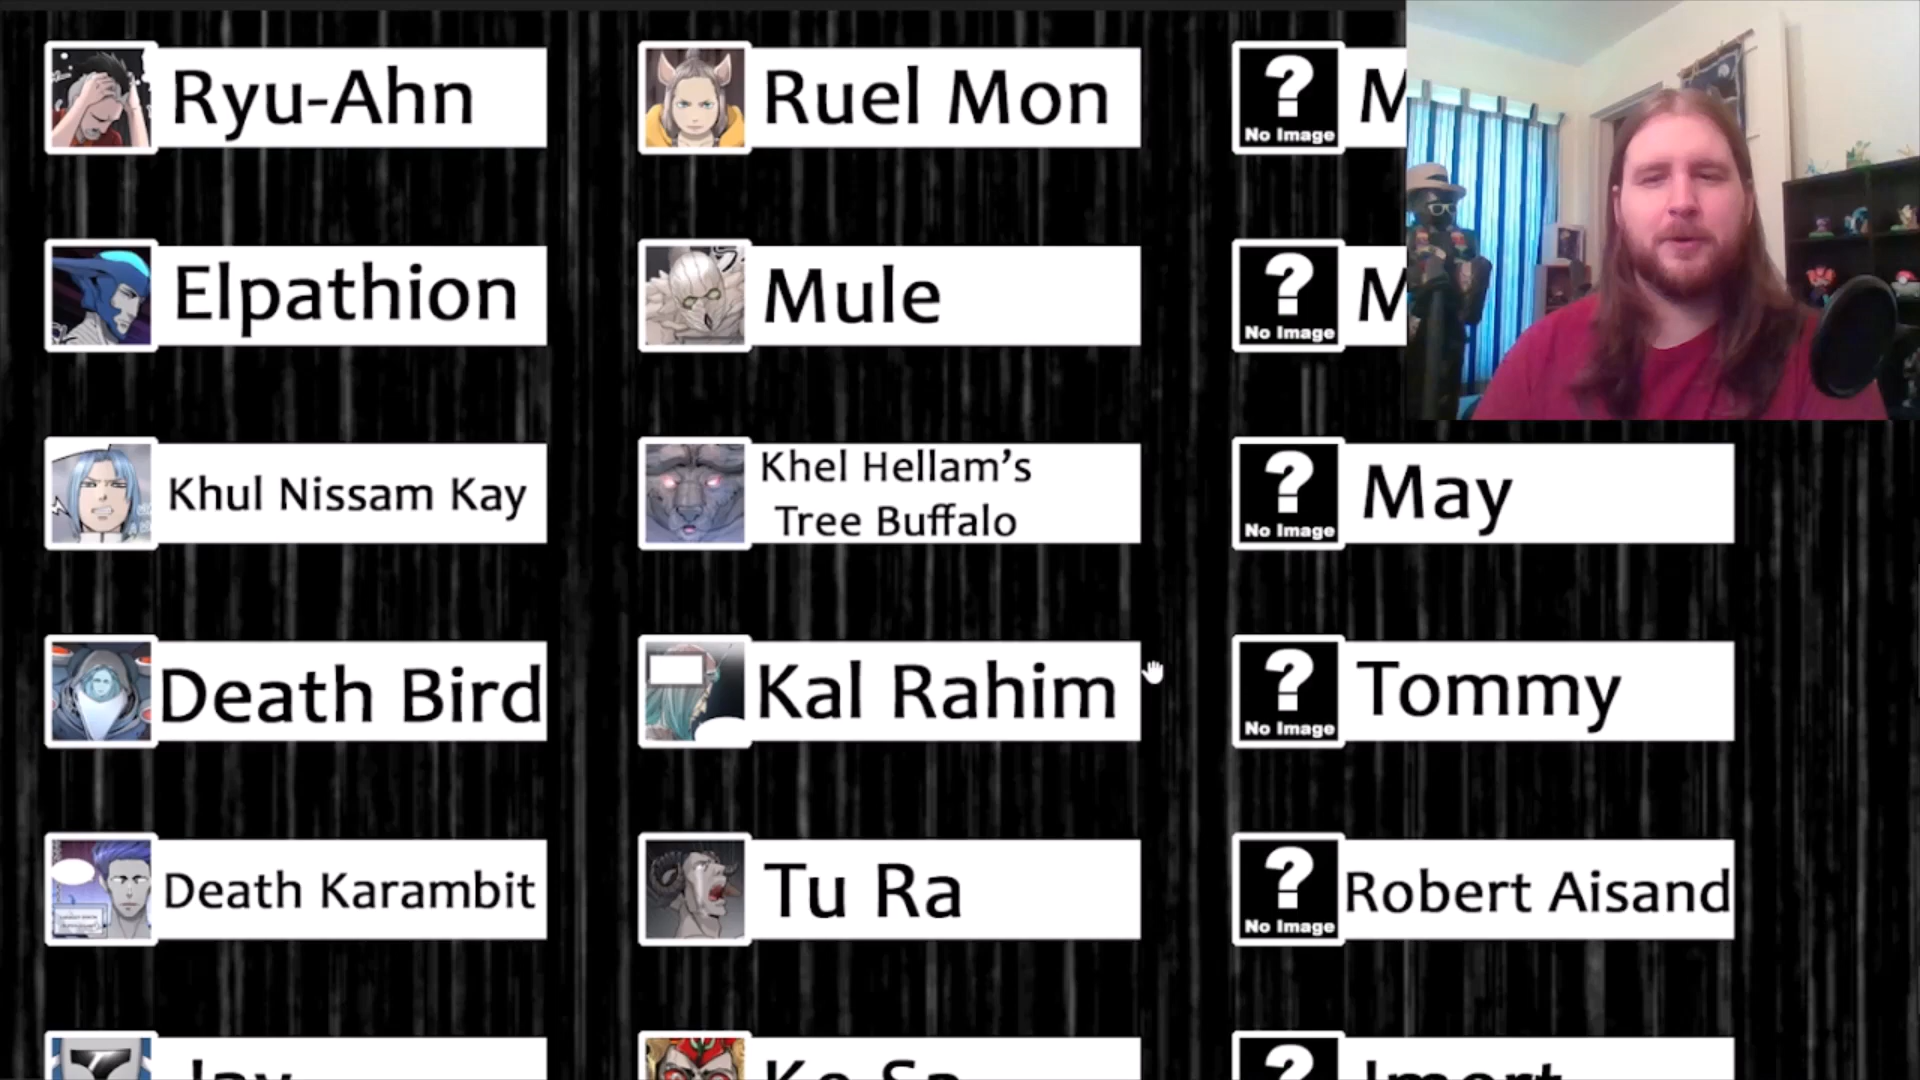 Ryu-Ahn
Ruel Mon
No Image
M
Elpathion
Mule
No Image
M
Khul Nissam Kay
Khel Hellam's
Tree Buffalo
No Image
May
Death Bird
Kal Rahim
No Image
Tommy
Death Karambit
Tu Ra
No Image
Robert Aisand